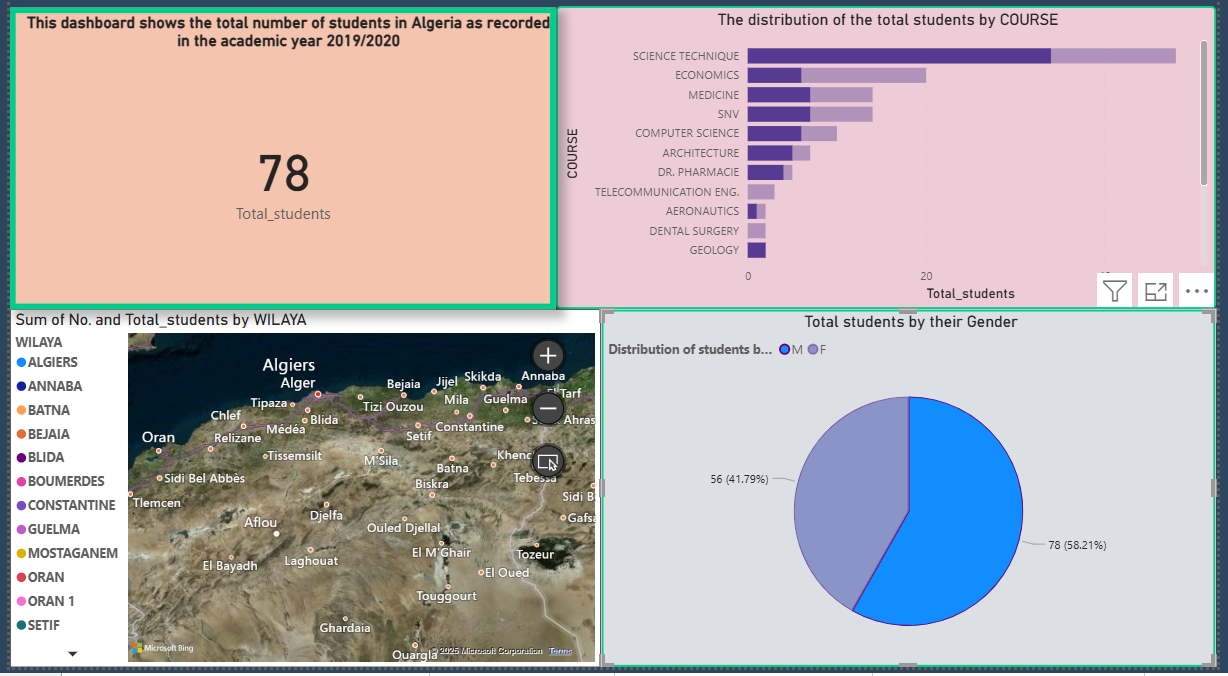 This dashboard shows the total number of students in Algeria as recorded
in the academic year 2019/2020
78
Total_students
The distribution of the total students by COURSE
COURSE
SCIENCE TECHNIQUE
ECONOMICS
MEDICINE
SNV
COMPUTER SCIENCE
ARCHITECTURE
DR. PHARMACIE
TELECOMMUNICATION ENG.
AERONAUTICS
DENTAL SURGERY
GEOLOGY
0
20
Total_students
Sum of No. and Total_students by WILAYA
WILAYA
ALGIERS
ANNABA
BATNA
BEJAIA
BLIDA
BOUMERDES
CONSTANTINE
GUELMA
MOSTAGANEM
ORAN
ORAN 1
SETIF
Algiers
Alger
Bejaia
Jijel
Skikda
Annaba
Tipaza
Tizi Ouzou
Mila
Guelma
Tarf
Chlef
Blida
Médéa
Constantine
Ahras
Oran
Relizane
Setif
Tissemsilt
M'Sila
Batna
Khenc
Sidi Bel Abbès
Biskra
Tebessa
Tlemcen
Sidi B
Djelfa
Aflou
Ouled Djellal
Gafsa
El M'Ghair
Tozeur
El Bayadh
Laghouat
El Oued
Touggourt
Ghardaia
Ouargla
Microsoft Bing
© 2025 Microsoft Corporation Terms
Total students by their Gender
Distribution of students b... M F
56 (41.79%)
78 (58.21%)